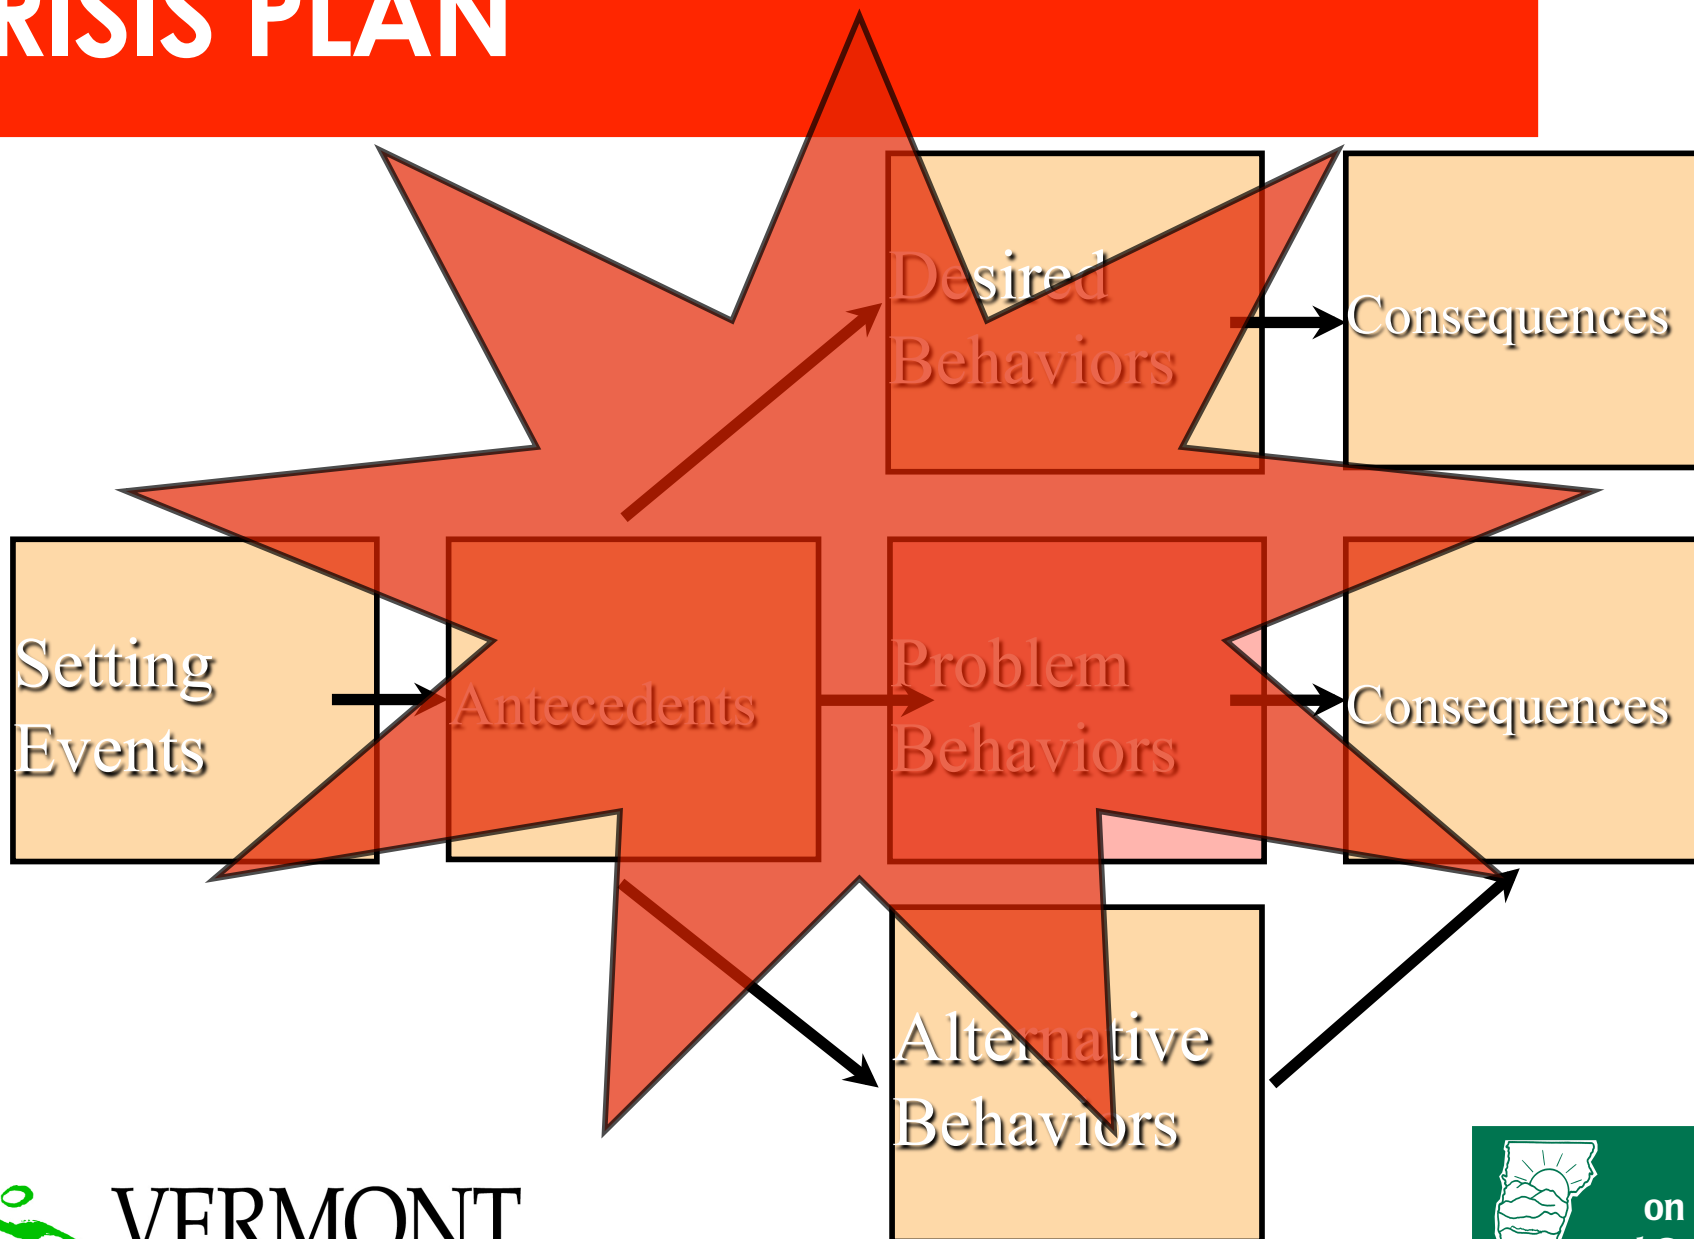 RISIS PLAN
Desired
Behaviors
Consequences
Setting
Events
Antecedents
Problem
Behaviors
Consequences
Alternative
Behaviors
VERMONT
on